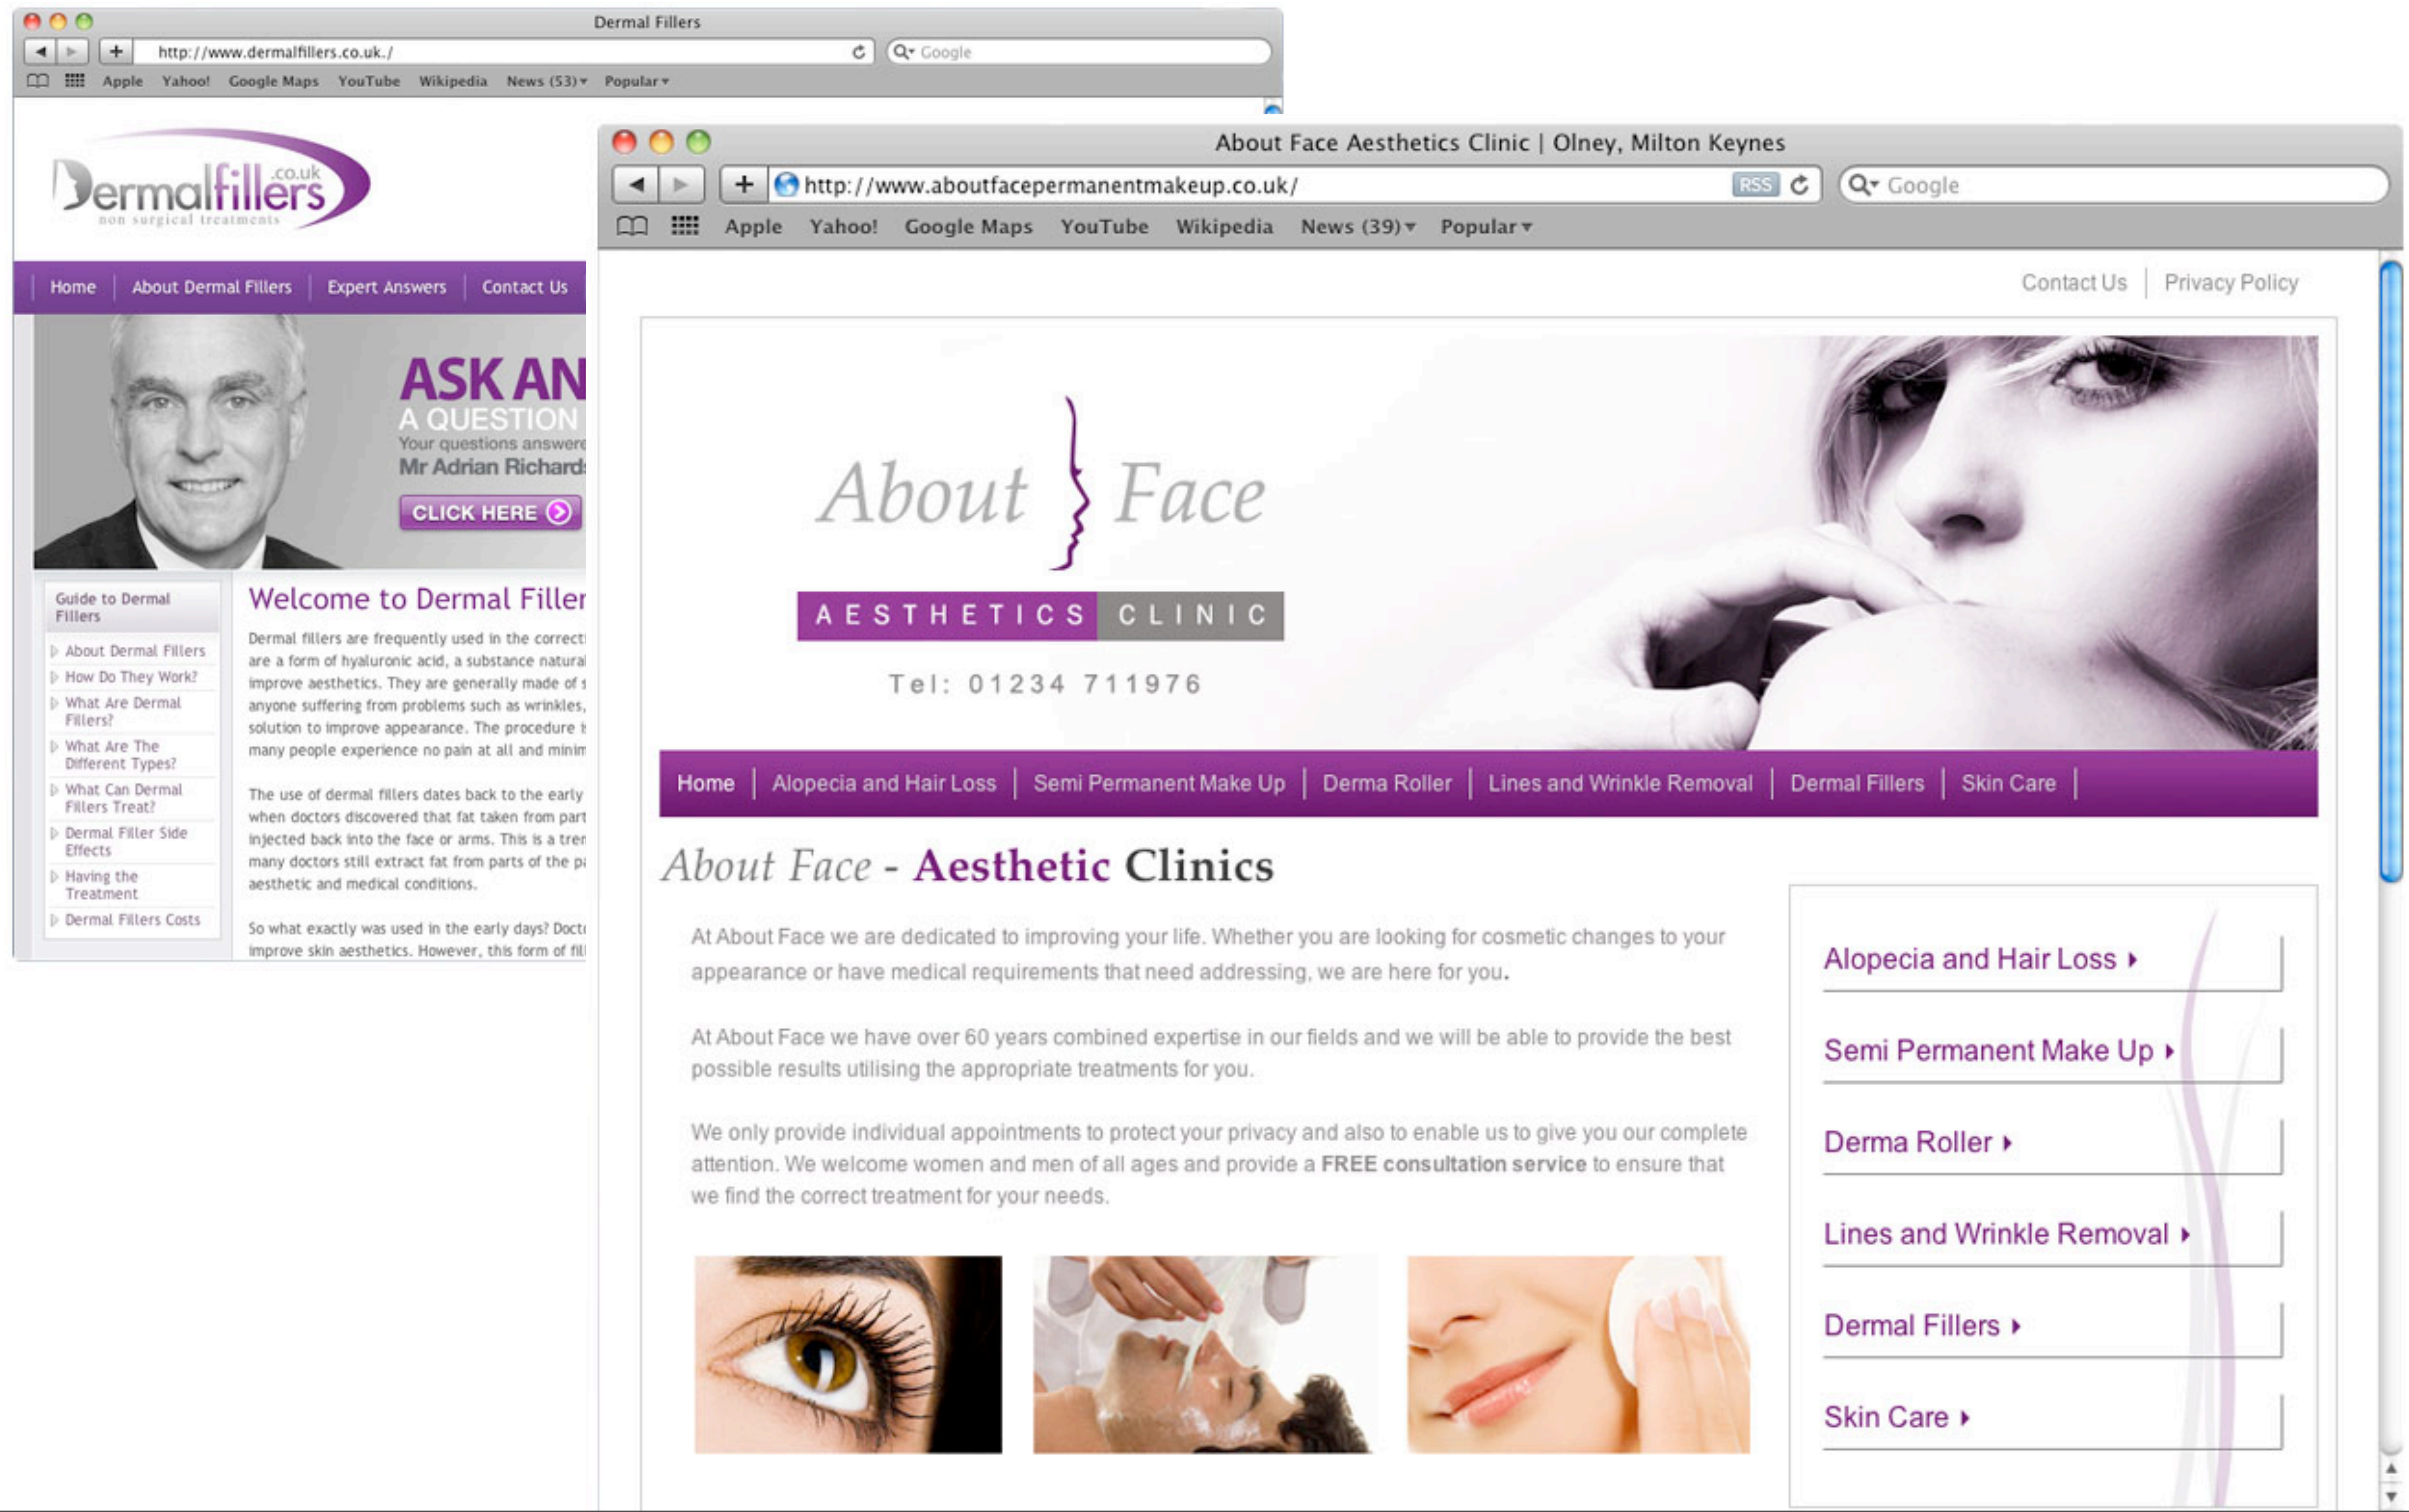 Dermal Fillers
http://www.dermalfillers.co.uk./
Google
Apple Yahoo! Google Maps YouTube Wikipedia News (53) Popular
Dermalfillers
.co.uk
non surgical treatments
Home About Dermal Fillers Expert Answers Contact Us
ASK AN
A QUESTION
Your questions answere
Mr Adrian Richards
CLICK HERE
Guide to Dermal
Fillers
About Dermal Fillers
How Do They Work?
What Are Dermal
Fillers?
What Are The
Different Types?
What Can Dermal
Fillers Treat?
Dermal Filler Side
Effects
Having the
Treatment
Dermal Fillers Costs
Welcome to Dermal Filler
Dermal fillers are frequently used in the correcti
are a form of hyaluronic acid, a substance natural
improve aesthetics. They are generally made of s
anyone suffering from problems such as wrinkles,
solution to improve appearance. The procedure is
many people experience no pain at all and minim
The use of dermal fillers dates back to the early
when doctors discovered that fat taken from part
injected back into the face or arms. This is a tren
many doctors still extract fat from parts of the pa
aesthetic and medical conditions.
So what exactly was used in the early days? Docto
improve skin aesthetics. However, this form of fil
About Face Aesthetics Clinic | Olney, Milton Keynes
http://www.aboutfacepermanentmakeup.co.uk/ RSS
Google
Apple Yahoo! Google Maps YouTube Wikipedia News (39) Popular
Contact Us Privacy Policy
About Face
AESTHETICS CLINIC
Tel: 01234 711976
Home Alopecia and Hair Loss Semi Permanent Make Up Derma Roller Lines and Wrinkle Removal Dermal Fillers Skin Care
About Face - Aesthetic Clinics
At About Face we are dedicated to improving your life. Whether you are looking for cosmetic changes to your
appearance or have medical requirements that need addressing, we are here for you.
At About Face we have over 60 years combined expertise in our fields and we will be able to provide the best
possible results utilising the appropriate treatments for you.
We only provide individual appointments to protect your privacy and also to enable us to give you our complete
attention. We welcome women and men of all ages and provide a FREE consultation service to ensure that
we find the correct treatment for your needs.
Alopecia and Hair Loss
Semi Permanent Make Up
Derma Roller
Lines and Wrinkle Removal
Dermal Fillers
Skin Care